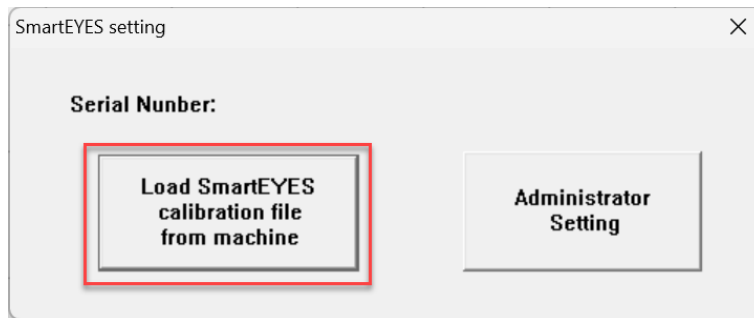 SmartEYES setting
Serial Nunber:
Load SmartEYES
calibration file
from machine
Administrator
Setting